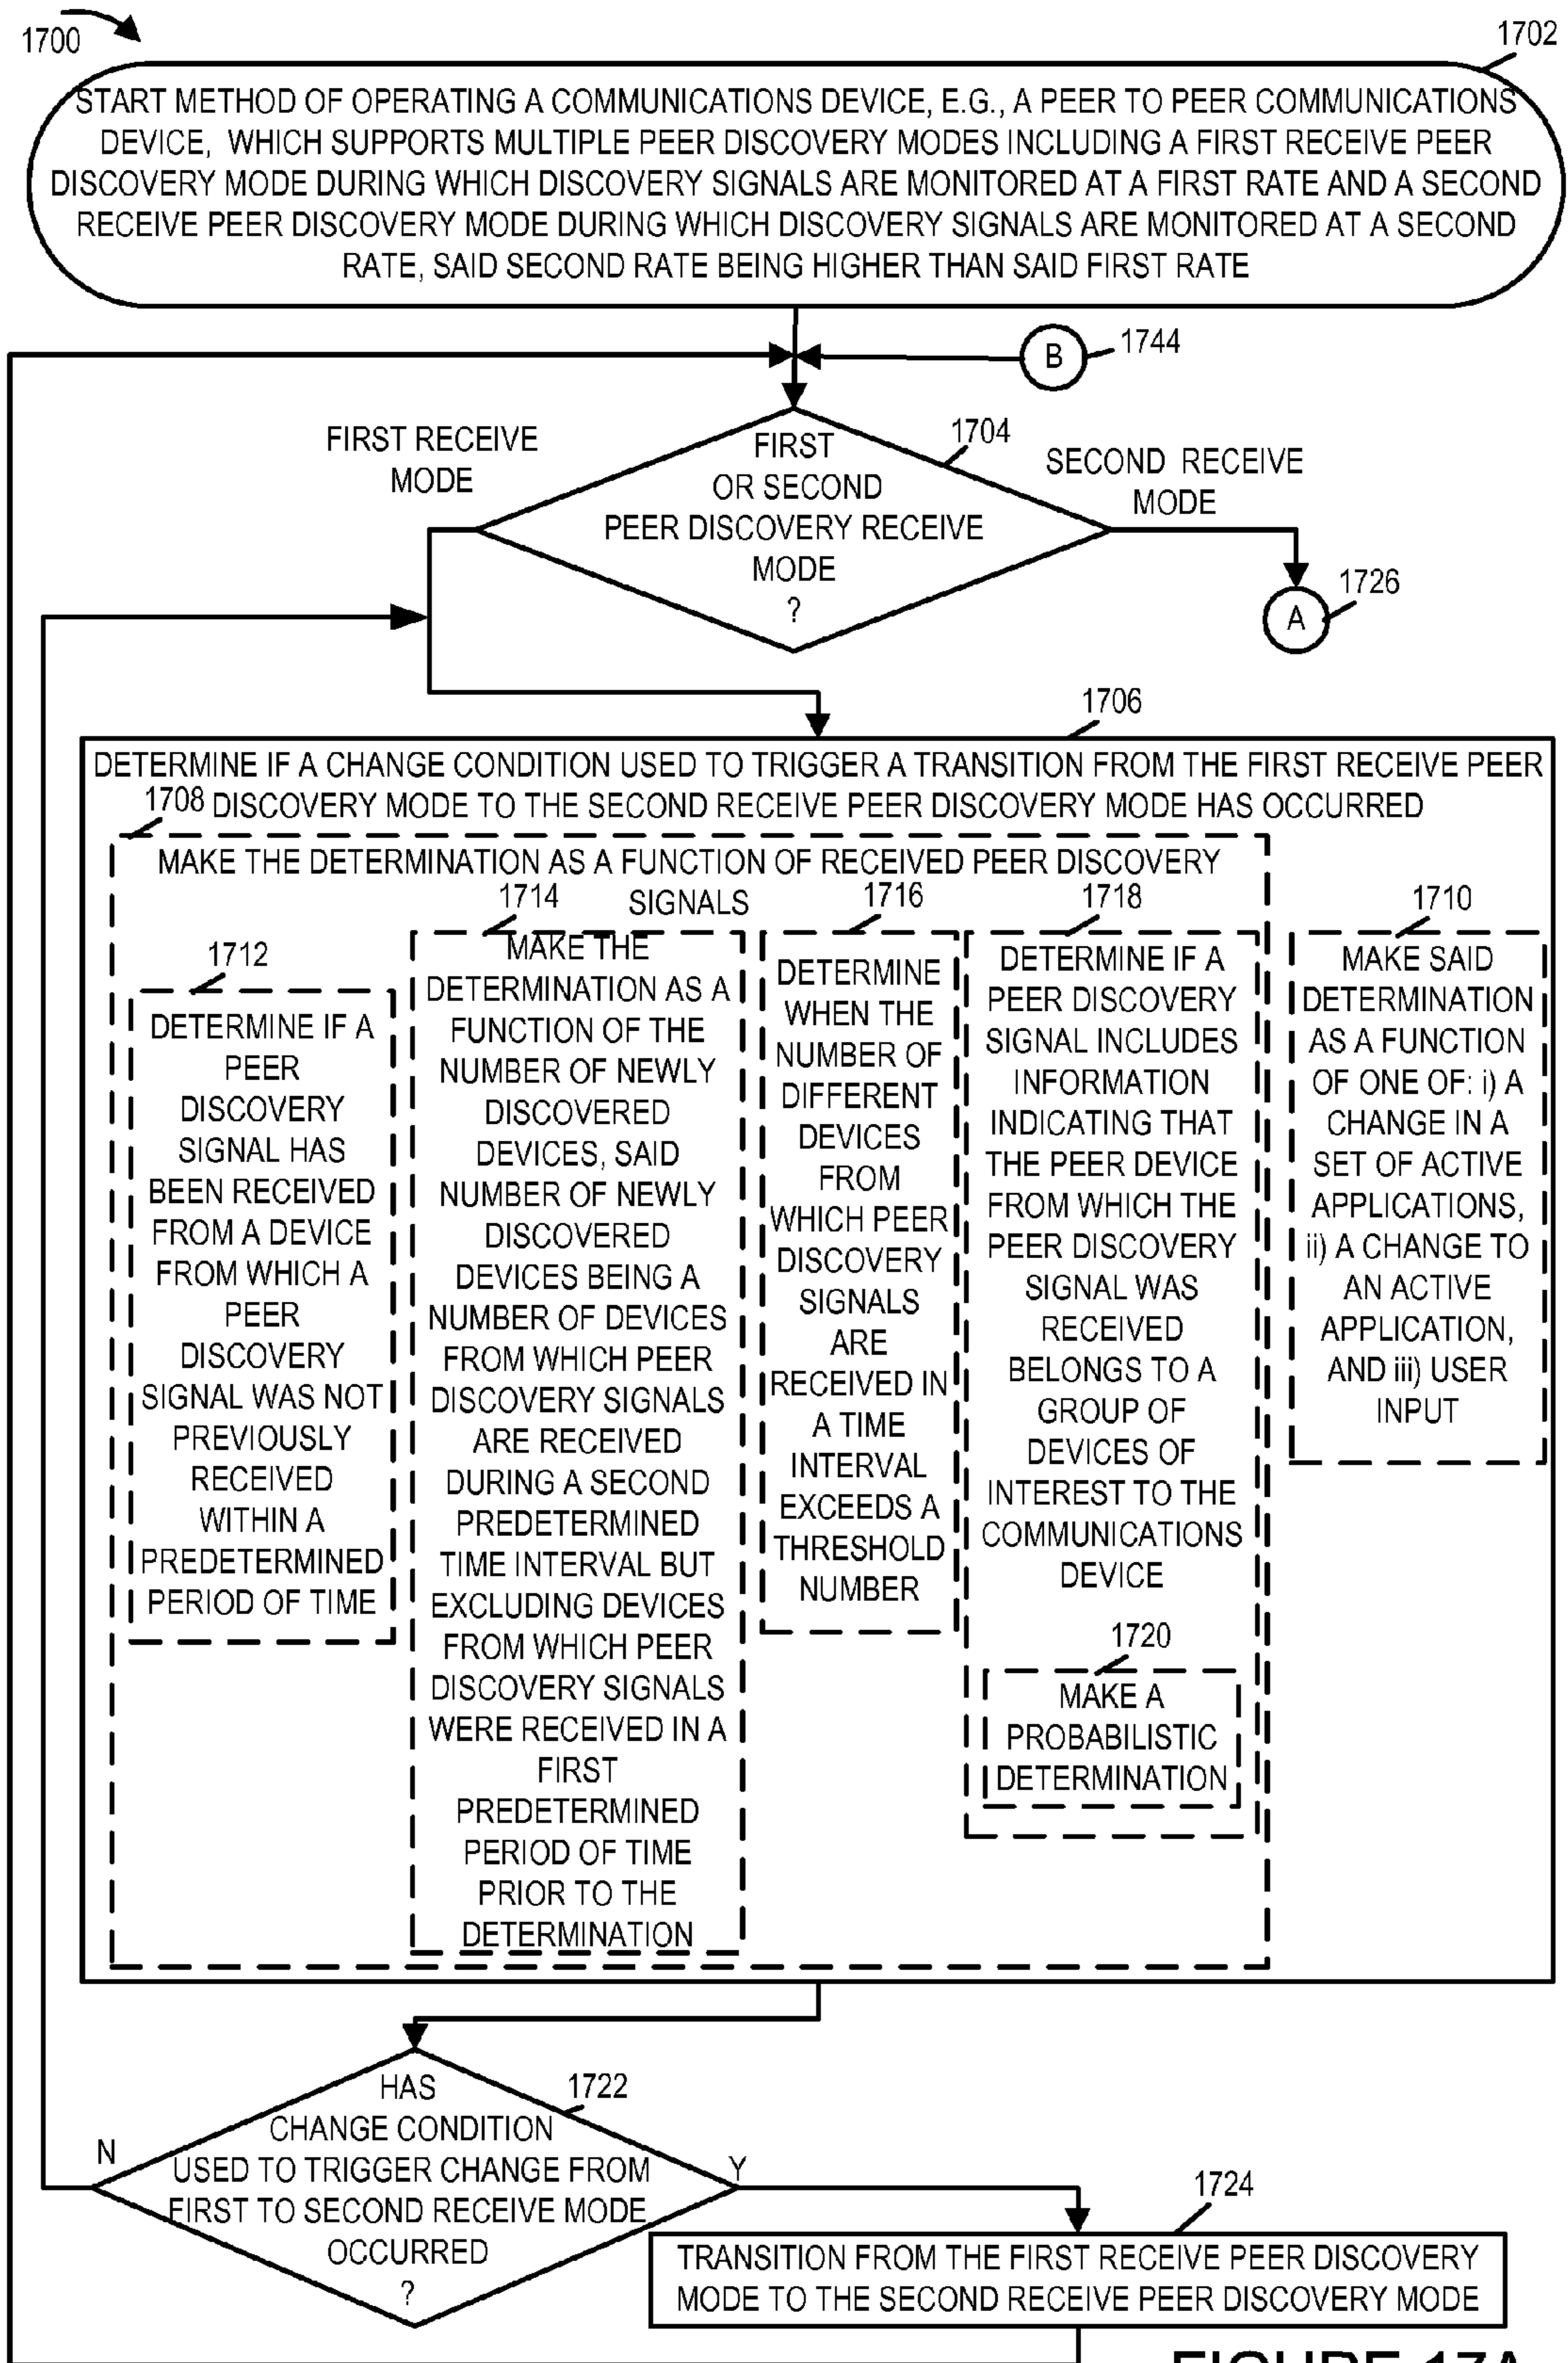 1700
1702
START METHOD OF OPERATING A COMMUNICATIONS DEVICE, E.G., A PEER TO PEER COMMUNICATIONS
DEVICE, WHICH SUPPORTS MULTIPLE PEER DISCOVERY MODES INCLUDING A FIRST RECEIVE PEER
DISCOVERY MODE DURING WHICH DISCOVERY SIGNALS ARE MONITORED AT A FIRST RATE AND A SECOND
RECEIVE PEER DISCOVERY MODE DURING WHICH DISCOVERY SIGNALS ARE MONITORED AT A SECOND
RATE, SAID SECOND RATE BEING HIGHER THAN SAID FIRST RATE
B
1744
FIRST RECEIVE
MODE
1704
FIRST
OR SECOND
PEER DISCOVERY RECEIVE
MODE
?
SECOND RECEIVE
MODE
A
1726
1706
DETERMINE IF A CHANGE CONDITION USED TO TRIGGER A TRANSITION FROM THE FIRST RECEIVE PEER
DISCOVERY MODE TO THE SECOND RECEIVE PEER DISCOVERY MODE HAS OCCURRED
1708
MAKE THE DETERMINATION AS A FUNCTION OF RECEIVED PEER DISCOVERY
SIGNALS
1712
DETERMINE IF A
PEER
DISCOVERY
SIGNAL HAS
BEEN RECEIVED
FROM A DEVICE
FROM WHICH A
PEER
DISCOVERY
SIGNAL WAS NOT
PREVIOUSLY
RECEIVED
WITHIN A
PREDETERMINED
PERIOD OF TIME
1714
MAKE THE
DETERMINATION AS A
FUNCTION OF THE
NUMBER OF NEWLY
DISCOVERED
DEVICES, SAID
NUMBER OF NEWLY
DISCOVERED
DEVICES BEING A
NUMBER OF DEVICES
FROM WHICH PEER
DISCOVERY SIGNALS
ARE RECEIVED
DURING A SECOND
PREDETERMINED
TIME INTERVAL BUT
EXCLUDING DEVICES
FROM WHICH PEER
DISCOVERY SIGNALS
WERE RECEIVED IN A
FIRST
PREDETERMINED
PERIOD OF TIME
PRIOR TO THE
DETERMINATION
1716
DETERMINE
WHEN THE
NUMBER OF
DIFFERENT
DEVICES
FROM
WHICH PEER
DISCOVERY
SIGNALS
ARE
RECEIVED IN
A TIME
INTERVAL
EXCEEDS A
THRESHOLD
NUMBER
1718
DETERMINE IF A
PEER DISCOVERY
SIGNAL INCLUDES
INFORMATION
INDICATING THAT
THE PEER DEVICE
FROM WHICH THE
PEER DISCOVERY
SIGNAL WAS
RECEIVED
BELONGS TO A
GROUP OF
DEVICES OF
INTEREST TO THE
COMMUNICATIONS
DEVICE
1720
MAKE A
PROBABILISTIC
DETERMINATION
1710
MAKE SAID
DETERMINATION
AS A FUNCTION
OF ONE OF: i) A
CHANGE IN A
SET OF ACTIVE
APPLICATIONS,
ii) A CHANGE TO
AN ACTIVE
APPLICATION,
AND iii) USER
INPUT
1722
HAS
CHANGE CONDITION
USED TO TRIGGER CHANGE FROM
FIRST TO SECOND RECEIVE MODE
OCCURRED
?
N
Y
1724
TRANSITION FROM THE FIRST RECEIVE PEER DISCOVERY
MODE TO THE SECOND RECEIVE PEER DISCOVERY MODE
FIGURE 17A